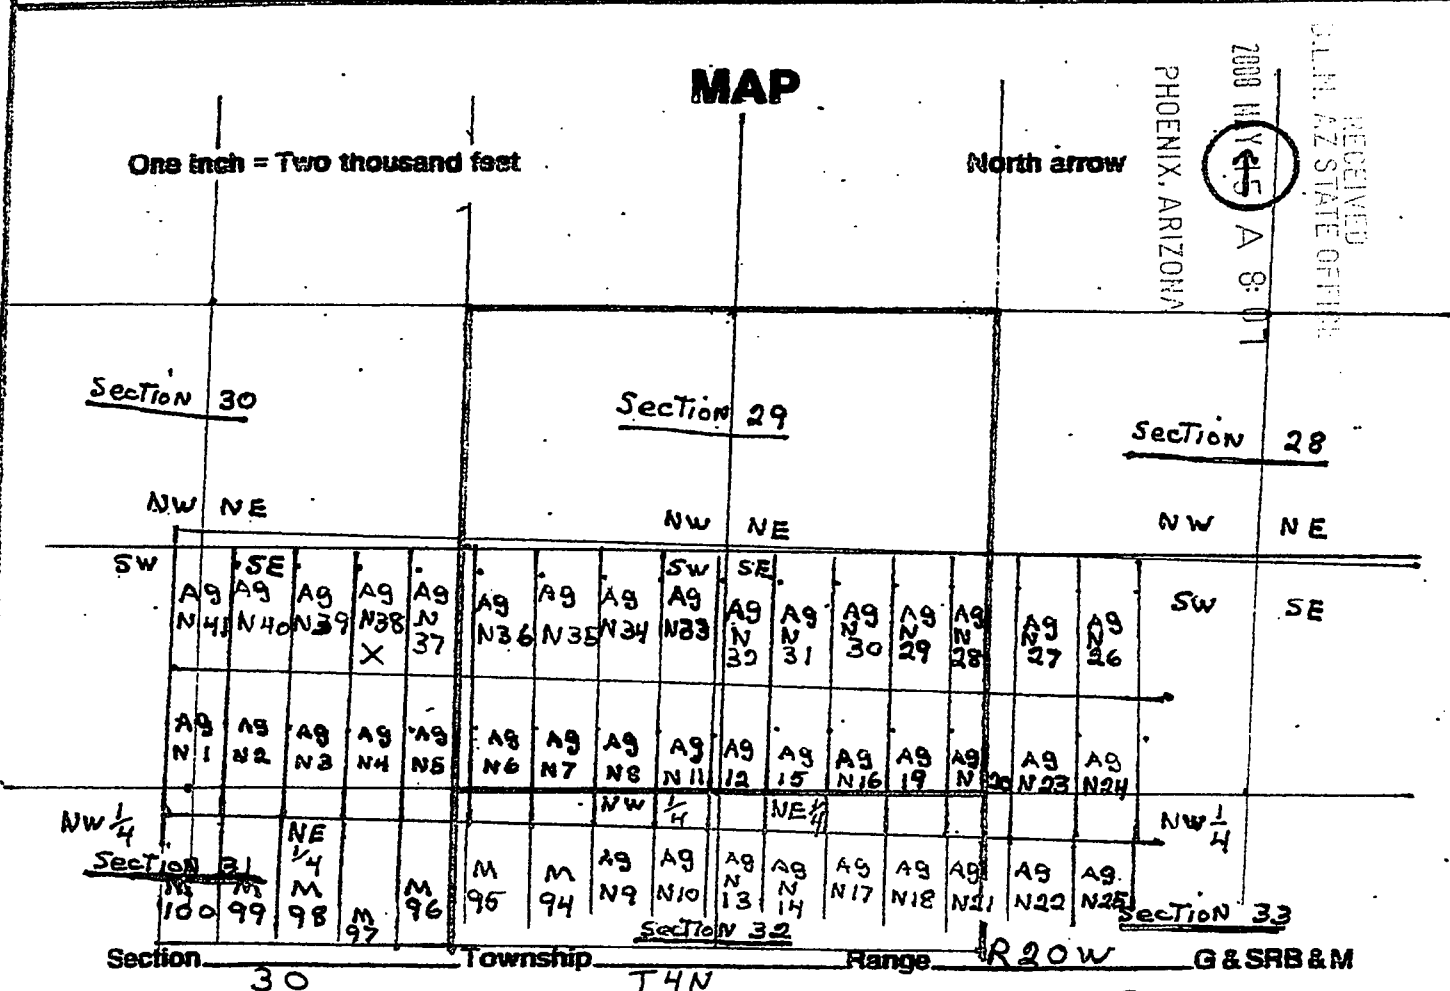 MAP
One inch = Two thousand feet
North arrow
RECEIVED
B.L.M. AZ STATE OFFICE
2008 MAY 15 A 8:07
PHOENIX, ARIZONA
Section 30
Section 29
Section 28
NW NE
NW NE
NW NE
SW SE
SW SE
SW SE
Ag N 41
Ag N 40
Ag N39
Ag N38 X
Ag N 37
Ag N36
Ag N35
Ag N34
Ag N33
Ag N 32
Ag N 31
Ag N 30
Ag N 29
Ag N 28
Ag N 27
Ag N 26
Ag N 1
Ag N2
Ag N3
Ag N4
Ag N5
Ag N6
Ag N7
Ag N8
Ag N11
Ag 12
Ag 15
Ag N16
Ag 19
Ag N 20
Ag N23
Ag N24
NW 1/4
NE 1/4
NW 1/4
NE 1/4
NW 1/4
Section 31
M 100
M 99
M 98
M 97
M 96
M 95
M 94
Ag N9
Ag N10
Ag N 13
Ag N 14
Ag N17
Ag N18
Ag N21
Ag N22
Ag N25
Section 32
Section 33
Section 30 Township T4N Range R20W G & SRB & M